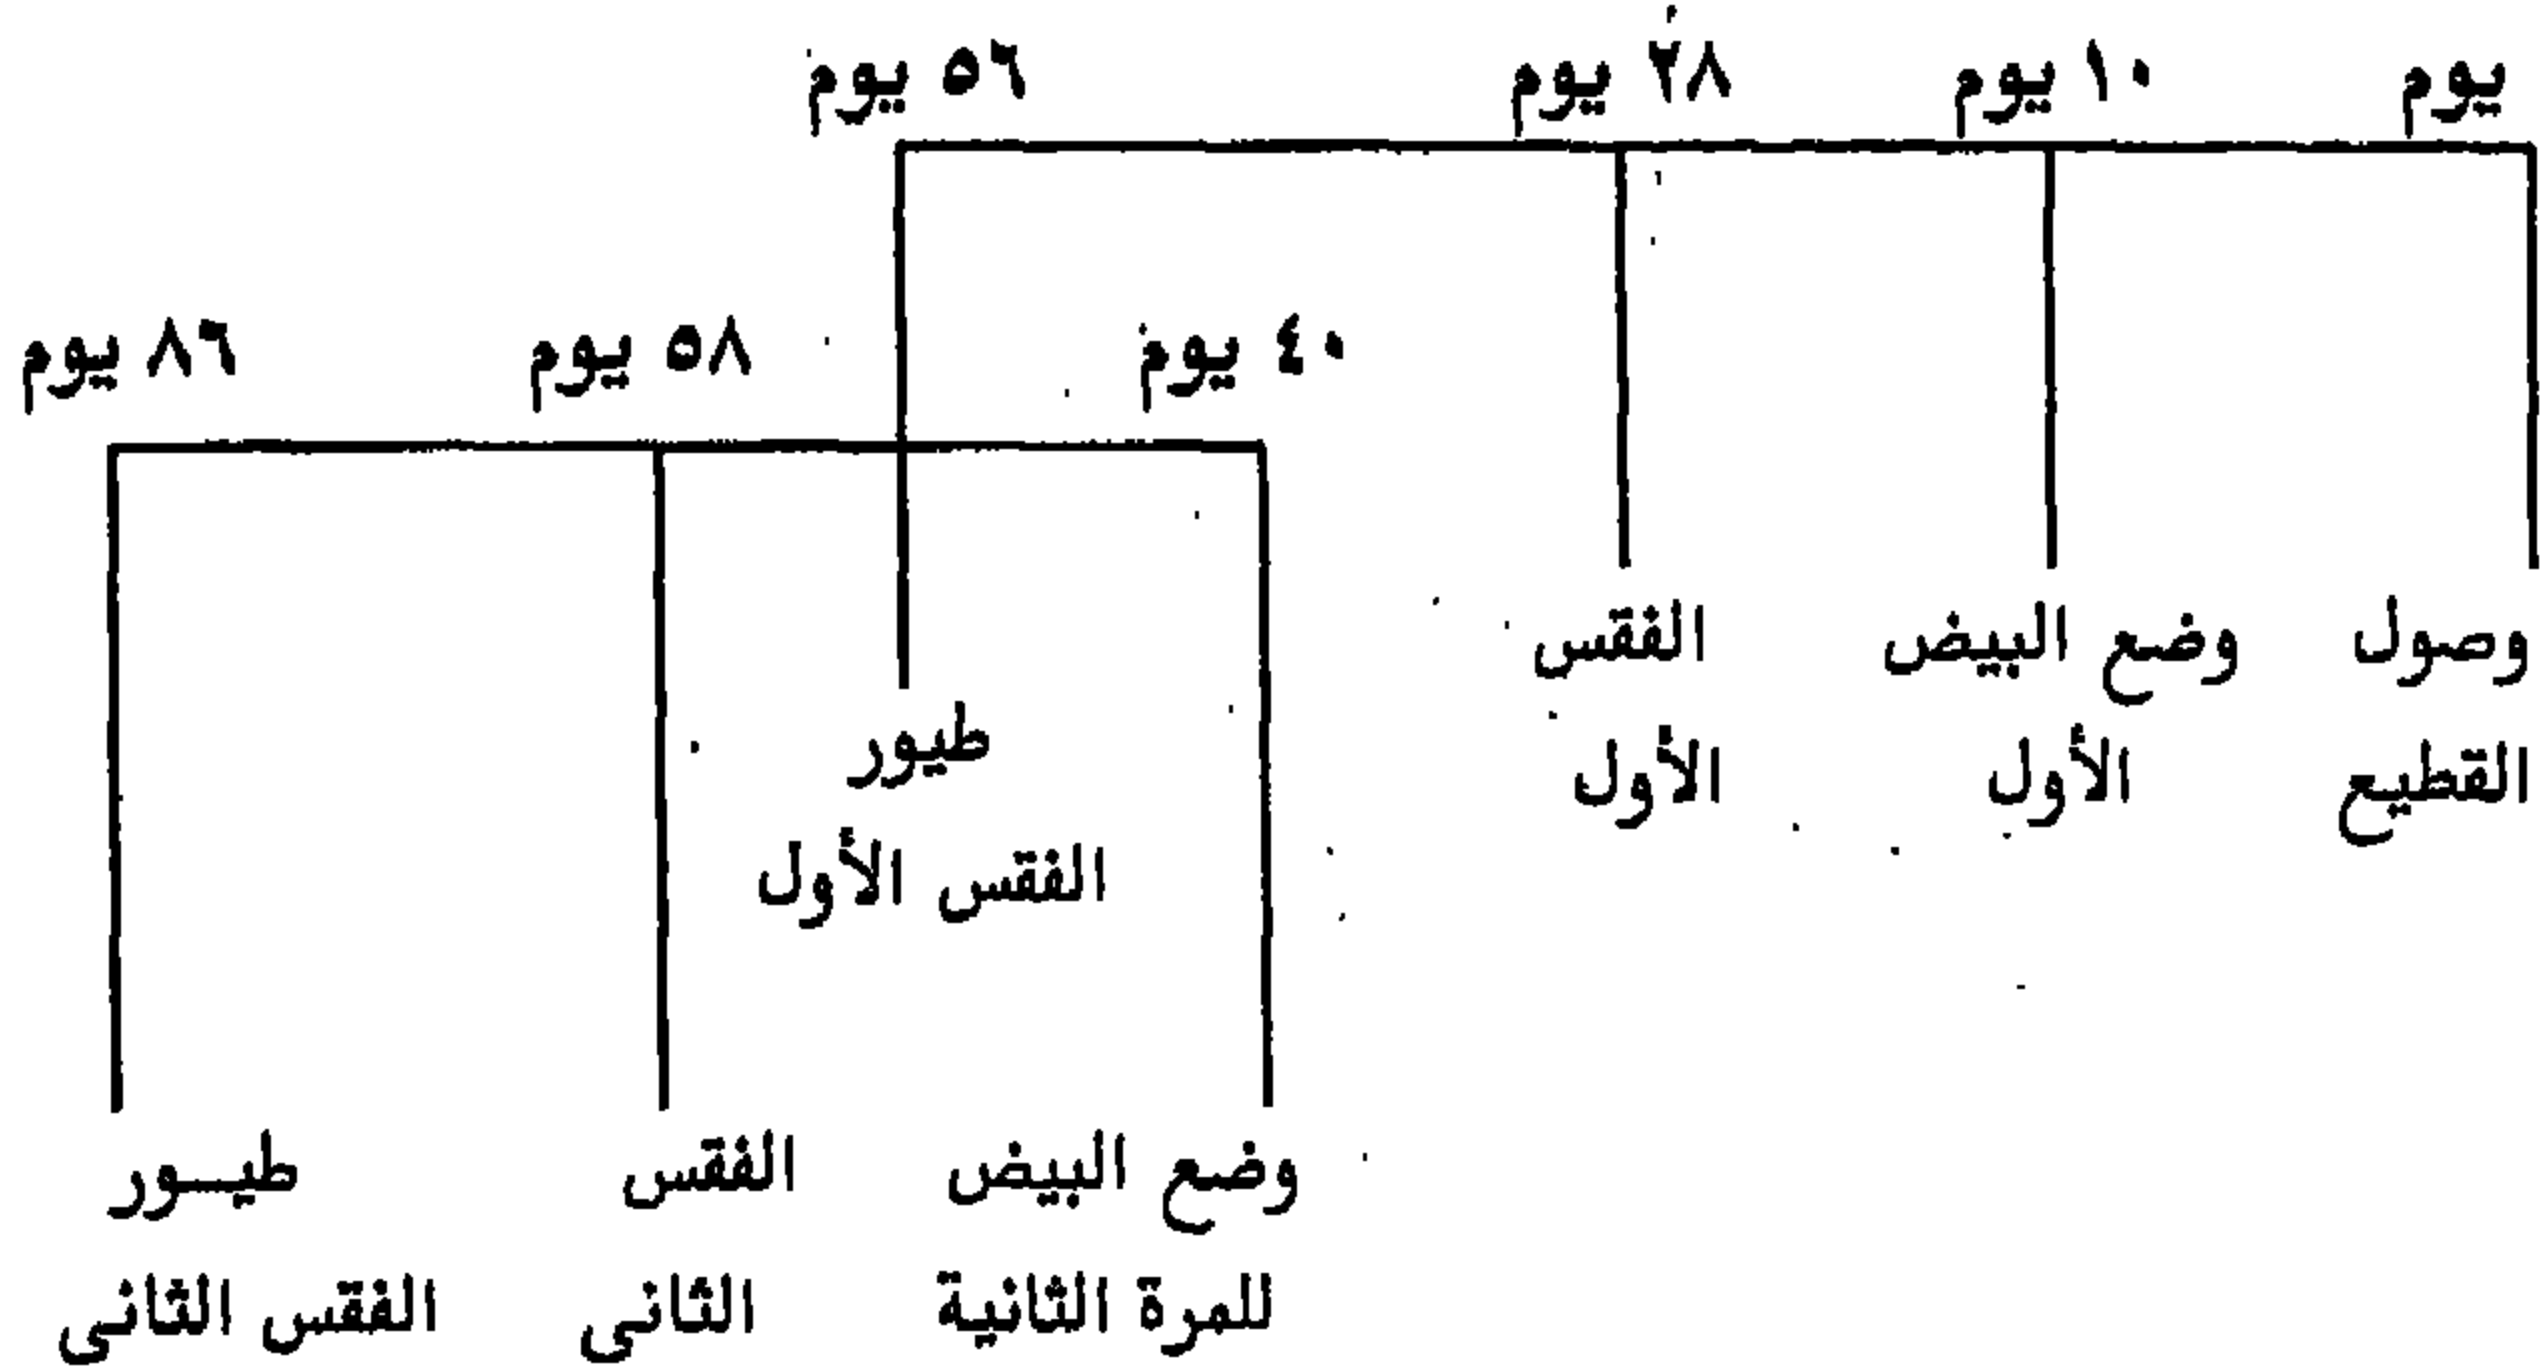 يوم ١٠ يوم ٢٨ يوم ٥٦ يوم
٤٠ يوم ٥٨ يوم ٨٦ يوم
وصول وضع البيض الفقس
القطيع الأول الأول
طيور
الفقس الأول
وضع البيض الفقس طيور
للمرة الثانية الثانى الفقس الثانى